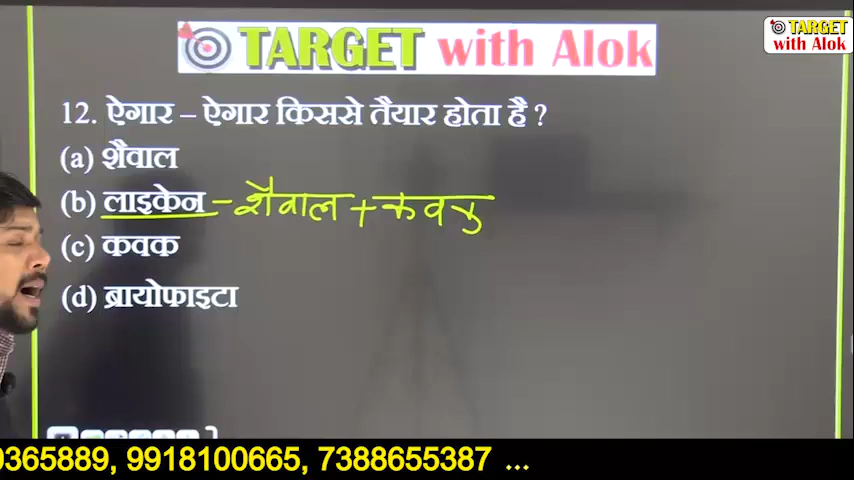 TARGET with Alok
TARGET
with Alok
12. ऐगार – ऐगार किससे तैयार होता है ?
(a) शैवाल
(b) लाइकेन - शैवाल + कवक
(c) कवक
(d) ब्रायोफाइटा
0365889, 9918100665, 7388655387 ...